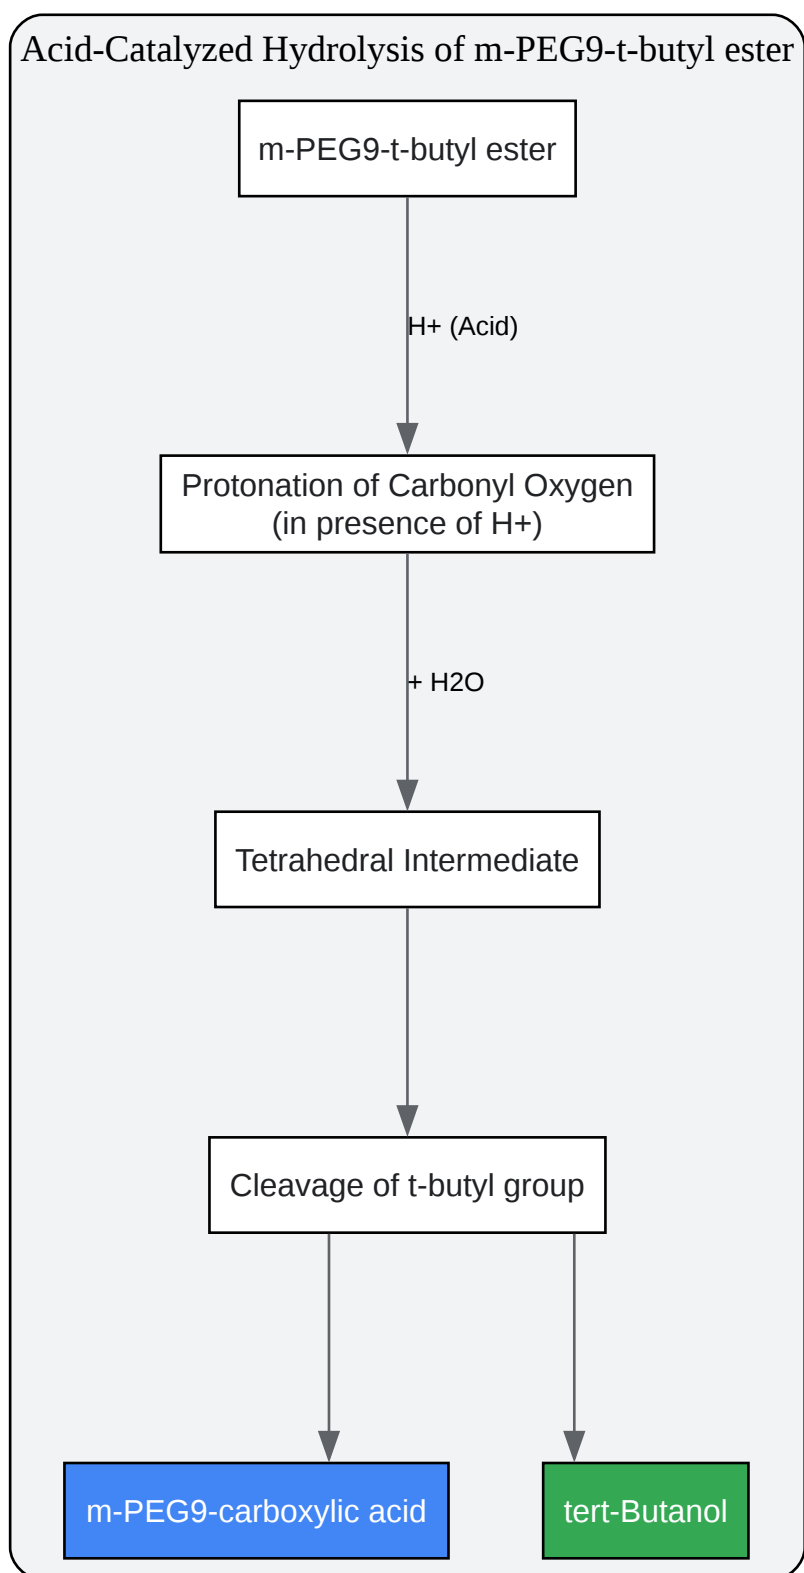 Acid-Catalyzed Hydrolysis of m-PEG9-t-butyl ester
m-PEG9-t-butyl ester
H+ (Acid)
Protonation of Carbonyl Oxygen
(in presence of H+)
+ H2O
Tetrahedral Intermediate
Cleavage of t-butyl group
m-PEG9-carboxylic acid
tert-Butanol